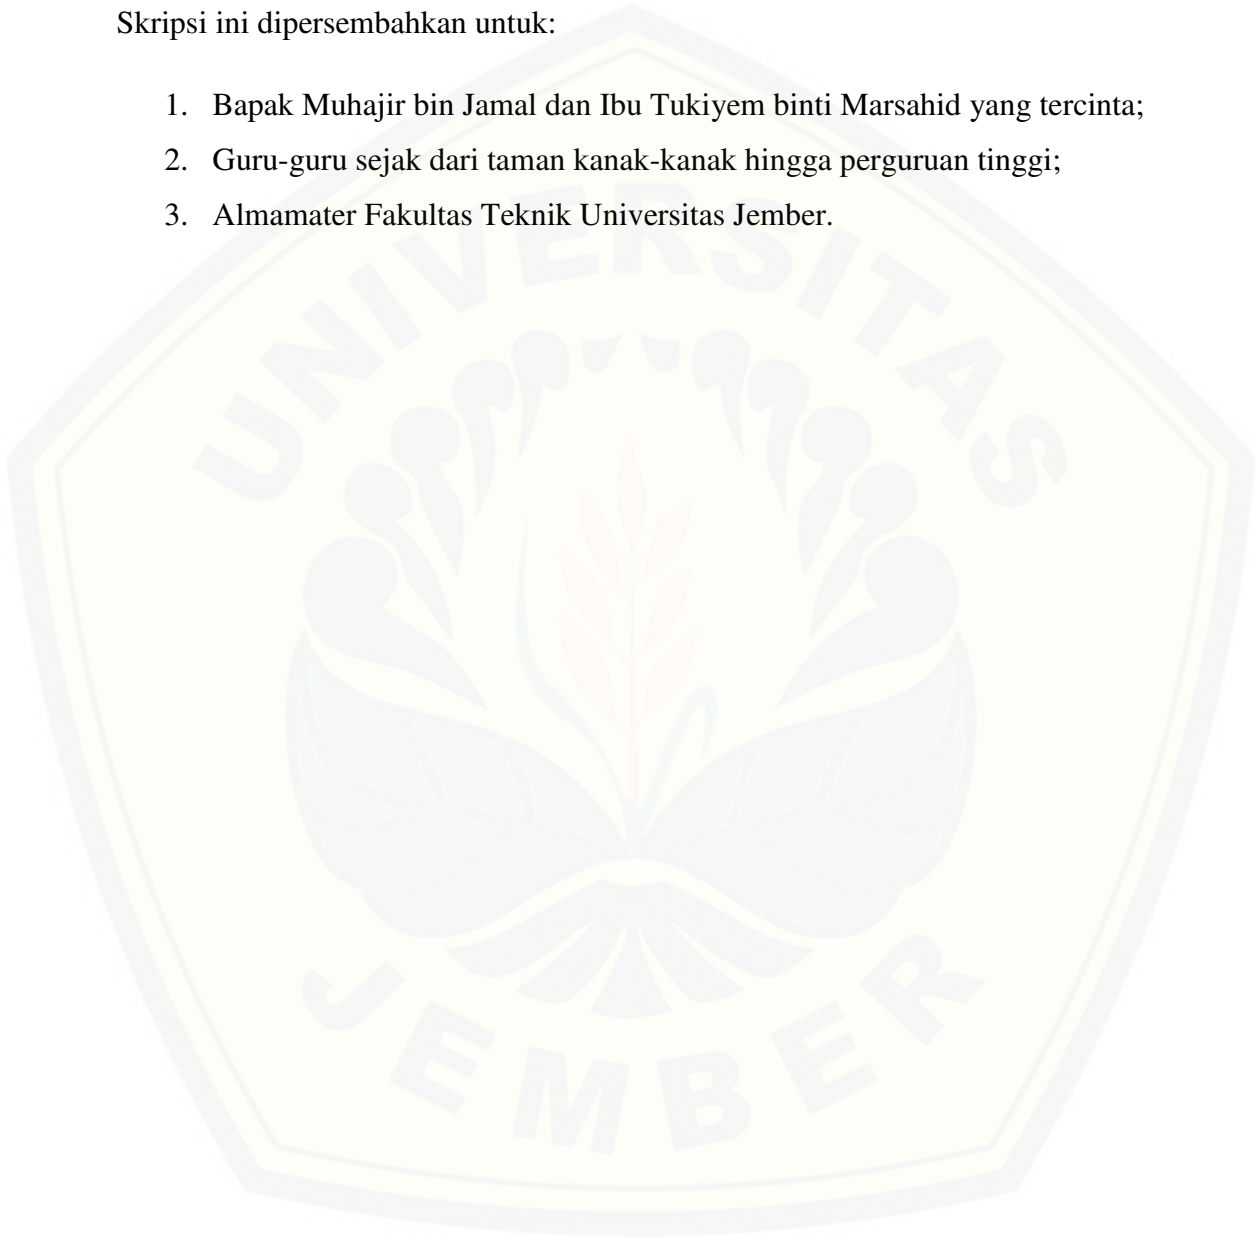 Skripsi ini dipersembahkan untuk:
1. Bapak Muhajir bin Jamal dan Ibu Tukiyem binti Marsahid yang tercinta;
2. Guru-guru sejak dari taman kanak-kanak hingga perguruan tinggi;
3. Almamater Fakultas Teknik Universitas Jember.
UNIVERSITAS
JEMBER